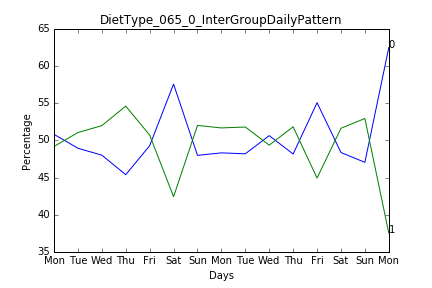 DietType_065_0_InterGroupDailyPattern
65
60
55
50
45
40
35
Percentage
0
1
Mon Tue Wed Thu Fri Sat Sun Mon Tue Wed Thu Fri Sat Sun Mon
Days